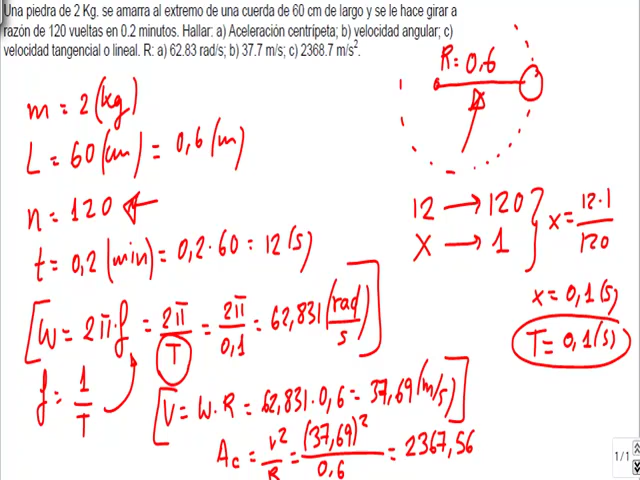 Una piedra de 2 Kg. se amarra al extremo de una cuerda de 60 cm de largo y se le hace girar a
razón de 120 vueltas en 0.2 minutos. Hallar: a) Aceleración centrípeta; b) velocidad angular; c)
velocidad tangencial o lineal. R: a) 62.83 rad/s; b) 37.7 m/s; c) 2368.7 m/s².
R: 0,6
m = 2 (kg)
L = 60 (cm) = 0,6 (m)
n = 120
t = 0,2 (min) = 0,2 · 60 = 12 (s)
12 → 120
X → 1
x = 12·1/120
x = 0,1 (s)
T = 0,1 (s)
[W = 2π·f = 2π/T = 2π/0,1 = 62,831 (rad/s)]
f = 1/T
[V = W·R = 62,831·0,6 = 37,69 (m/s)]
Ac = v²/R = (37,69)²/0,6 = 2367,56
1/1